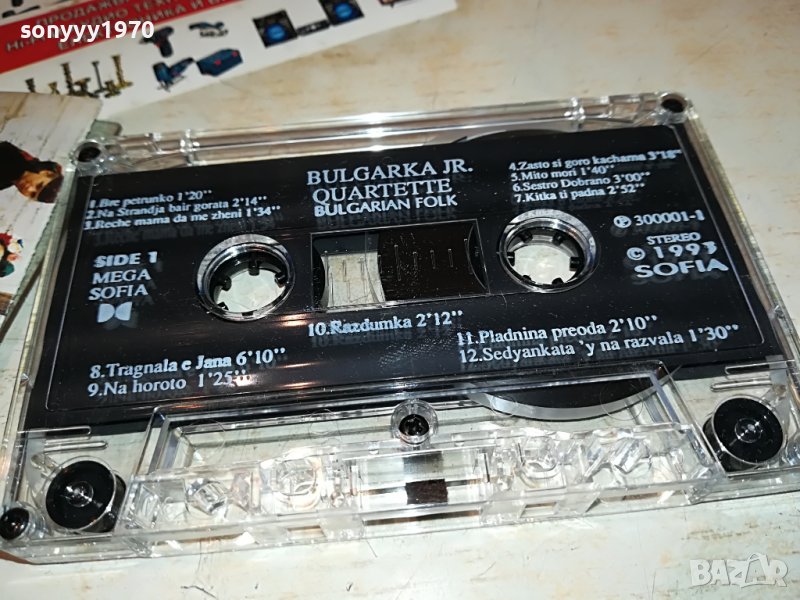 sonyyy1970
ПРОДАЖБ
BULGARKA JR.
QUARTETTE
BULGARIAN FOLK
1.Bre petrunko 1'20''
2.Na Strandja bair gorata 2'14''
3.Reche mama da me zheni 1'34''
4.Zasto si goro kacharna 3'18''
5.Mito mori 1'40''
6.Sestro Dobrano 3'00''
7.Kitka ti padna 2'52''
SIDE 1
MEGA
SOFIA
℗ 300001-1
STEREO
© 1993
SOFIA
8.Tragnala e Jana 6'10''
9.Na horoto 1'25''
10.Razdumka 2'12''
11.Pladnina preoda 2'10''
12.Sedyankata 'y na razvala 1'30''
BAZAR